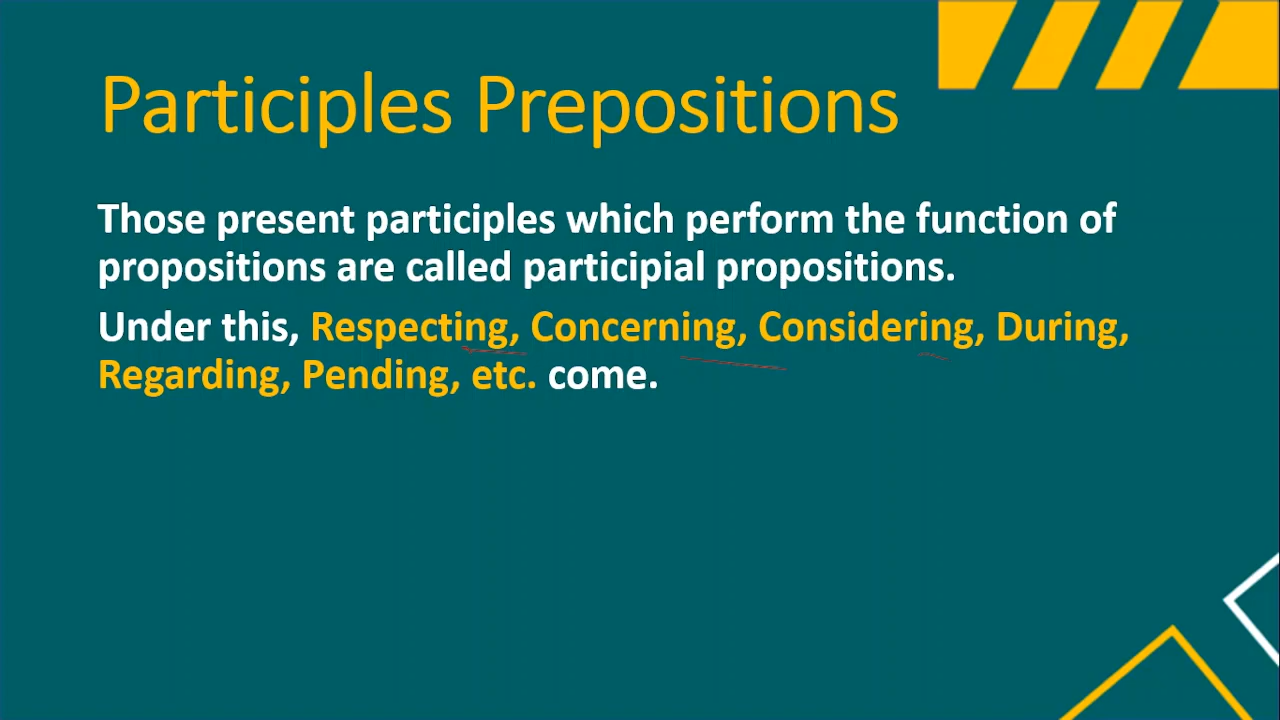 Participles Prepositions
Those present participles which perform the function of
propositions are called participial propositions.
Under this, Respecting, Concerning, Considering, During,
Regarding, Pending, etc. come.